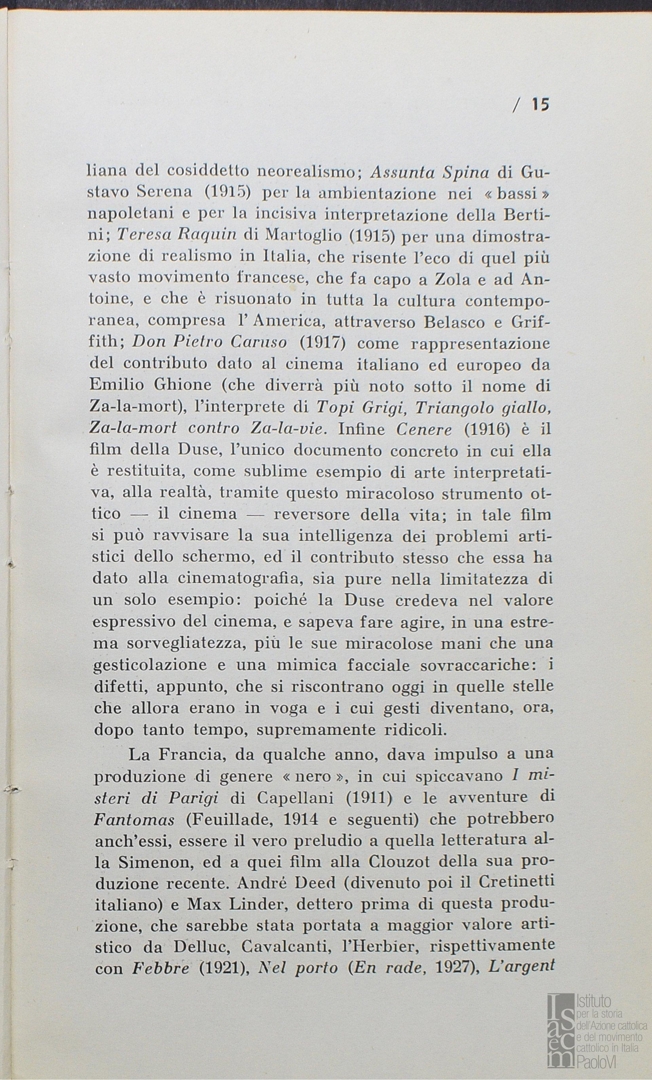 / 15
liana del cosiddetto neorealismo; Assunta Spina di Gu-
stavo Serena (1915) per la ambientazione nei « bassi »
napoletani e per la incisiva interpretazione della Berti-
ni; Teresa Raquin di Martoglio (1915) per una dimostra-
zione di realismo in Italia, che risente l'eco di quel più
vasto movimento francese, che fa capo a Zola e ad An-
toine, e che è risuonato in tutta la cultura contempo-
ranea, compresa l' America, attraverso Belasco e Grif-
fith; Don Pietro Caruso (1917) come rappresentazione
del contributo dato al cinema italiano ed europeo da
Emilio Ghione (che diverrà più noto sotto il nome di
Za-la-mort), l'interprete di Topi Grigi, Triangolo giallo,
Za-la-mort contro Za-la-vie. Infine Cenere (1916) è il
film della Duse, l'unico documento concreto in cui ella
è restituita, come sublime esempio di arte interpretati-
va, alla realtà, tramite questo miracoloso strumento ot-
tico — il cinema — reversore della vita; in tale film
si può ravvisare la sua intelligenza dei problemi arti-
stici dello schermo, ed il contributo stesso che essa ha
dato alla cinematografia, sia pure nella limitatezza di
un solo esempio: poiché la Duse credeva nel valore
espressivo del cinema, e sapeva fare agire, in una estre-
ma sorvegliatezza, più le sue miracolose mani che una
gesticolazione e una mimica facciale sovraccariche: i
difetti, appunto, che si riscontrano oggi in quelle stelle
che allora erano in voga e i cui gesti diventano, ora,
dopo tanto tempo, supremamente ridicoli.
La Francia, da qualche anno, dava impulso a una
produzione di genere « nero », in cui spiccavano I mi-
steri di Parigi di Capellani (1911) e le avventure di
Fantomas (Feuillade, 1914 e seguenti) che potrebbero
anch'essi, essere il vero preludio a quella letteratura al-
la Simenon, ed a quei film alla Clouzot della sua pro-
duzione recente. André Deed (divenuto poi il Cretinetti
italiano) e Max Linder, dettero prima di questa produ-
zione, che sarebbe stata portata a maggior valore arti-
stico da Delluc, Cavalcanti, l'Herbier, rispettivamente
con Febbre (1921), Nel porto (En rade, 1927), L'argent
Isacem
Istituto
per la storia
dell'Azione cattolica
e del movimento
cattolico in Italia
PaoloVI